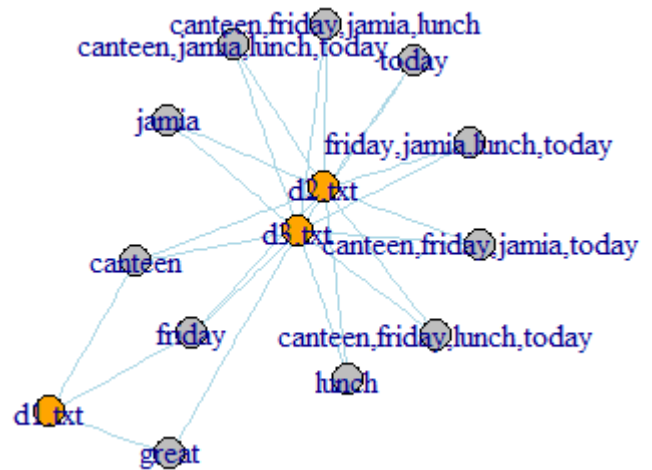 canteen,friday,jamia,lunch
canteen,jamia,lunch,today
today
jamia
friday,jamia,lunch,today
d2.txt
d3.txt
canteen,friday,jamia,today
canteen
friday
canteen,friday,lunch,today
lunch
d1.txt
great